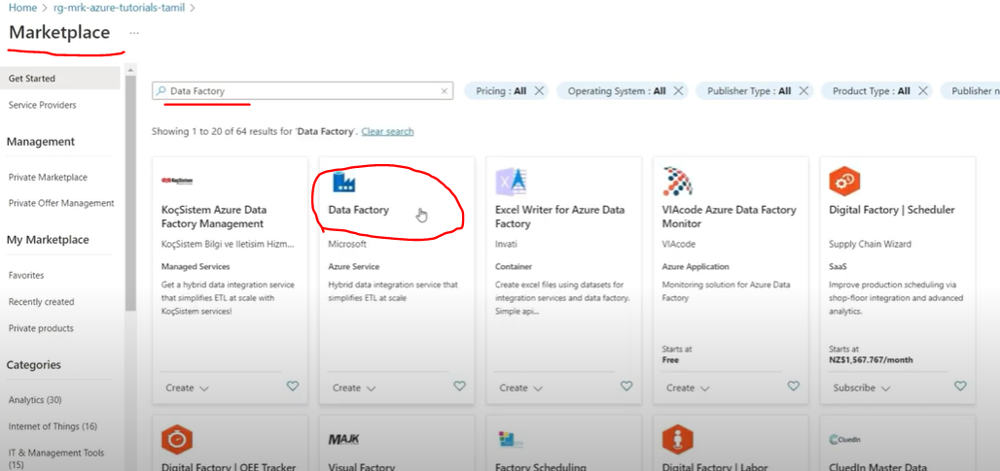 Home > rg-mrk-azure-tutorials-tamil >
Marketplace ...
Get Started
Service Providers
Management
Private Marketplace
Private Offer Management
My Marketplace
Favorites
Recently created
Private products
Categories
Analytics (30)
Internet of Things (16)
IT & Management Tools
(15)
Data Factory
Pricing : All
Operating System : All
Publisher Type : All
Product Type : All
Publisher n
Showing 1 to 20 of 64 results for 'Data Factory'. Clear search
KoçSistem
KoçSistem Azure Data
Factory Management
KoçSistem Bilgi ve Iletisim Hizm...
Managed Services
Get a hybrid data integration service
that simplifies ETL at scale with
KoçSistem services!
Create
Data Factory
Microsoft
Azure Service
Hybrid data integration service that
simplifies ETL at scale
Create
Excel Writer for Azure Data
Factory
Invati
Container
Create excel files using datasets for
integration services and data factory.
Simple api...
Create
VIAcode Azure Data Factory
Monitor
VIAcode
Azure Application
Monitoring solution for Azure Data
Factory
Starts at
Free
Create
Digital Factory | Scheduler
Supply Chain Wizard
SaaS
Improve production scheduling via
shop-floor integration and advanced
analytics.
Starts at
NZ$1,567.767/month
Subscribe
Digital Factory | OEE Tracker
MAJK
Visual Factory
Factory Scheduling
Digital Factory | Labor
CluedIn
CluedIn Master Data